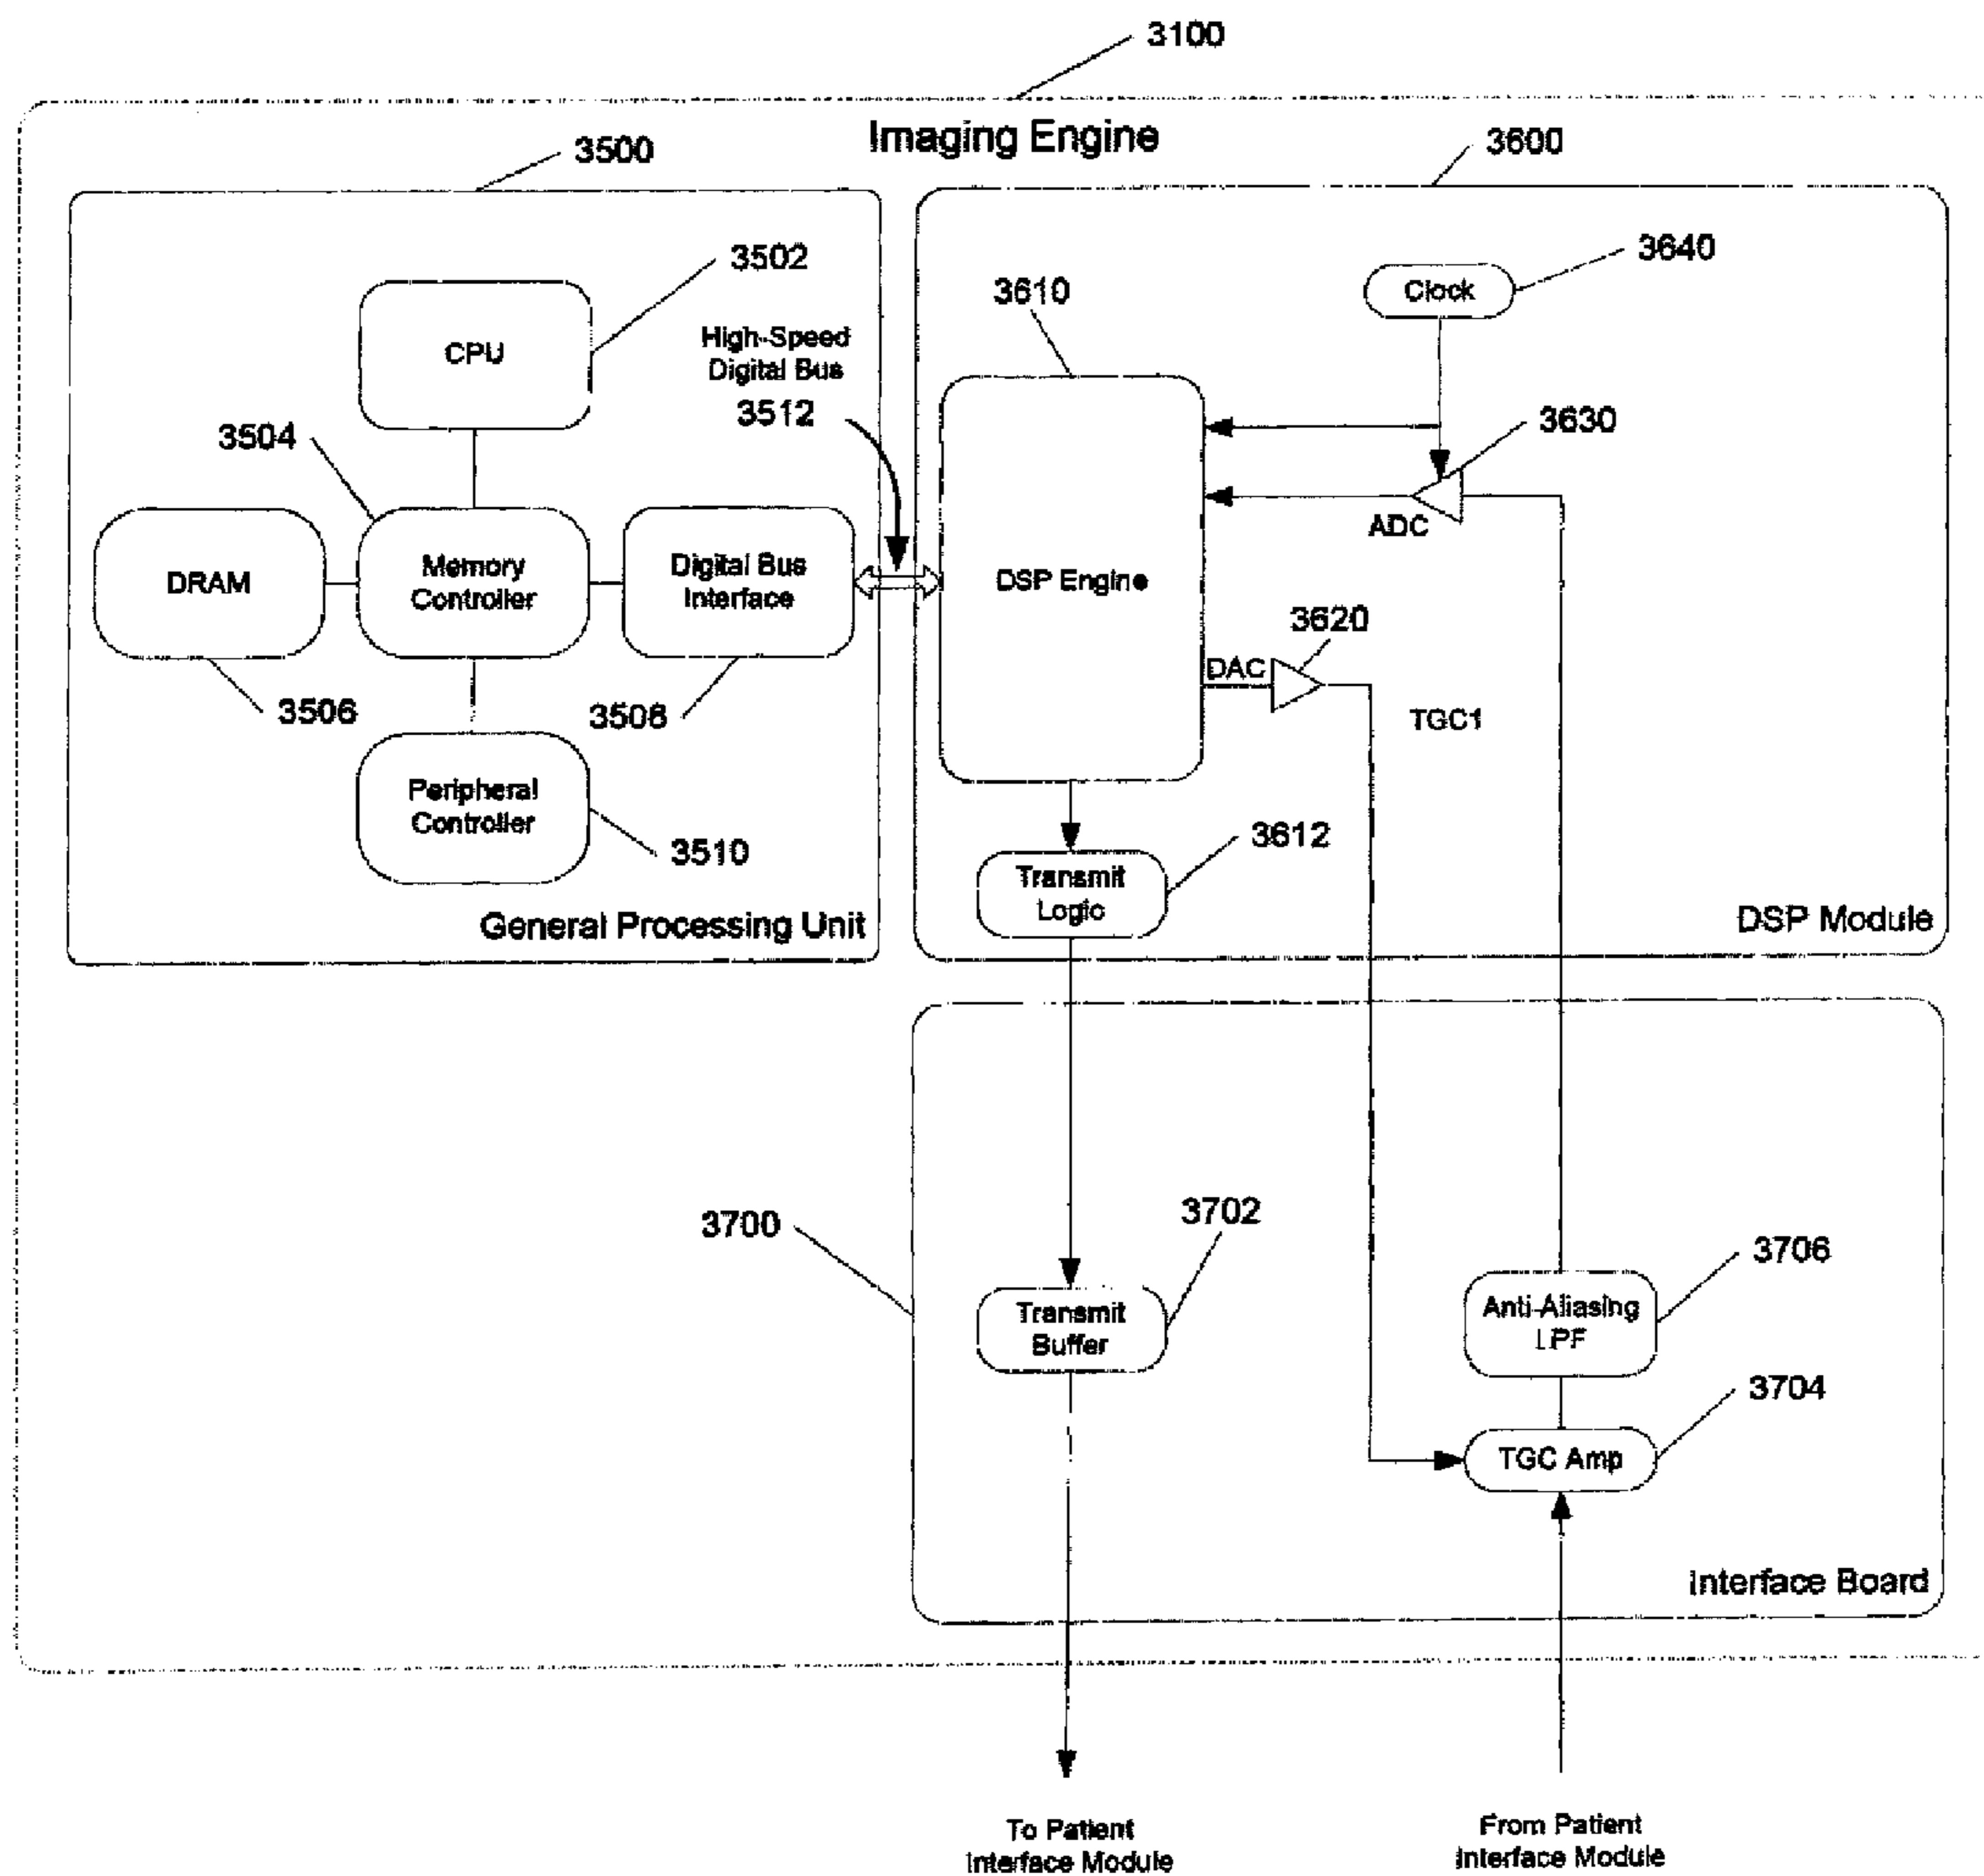 3100
Imaging Engine
3500
3600
3502
3640
Clock
3610
High-Speed
Digital Bus
3512
CPU
3504
3630
ADC
DRAM
Memory
Controller
Digital Bus
Interface
DSP Engine
3620
DAC
TGC1
3506
3508
Peripheral
Controller
3510
3612
Transmit
Logic
General Processing Unit
DSP Module
3700
3702
3706
Transmit
Buffer
Anti-Aliasing
LPF
3704
TGC Amp
Interface Board
To Patient
Interface Module
From Patient
Interface Module